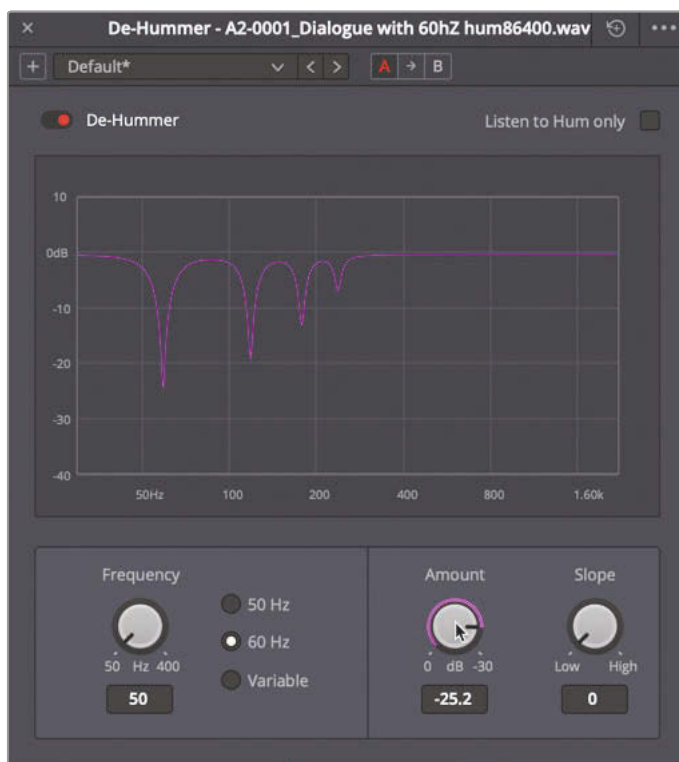 De-Hummer - A2-0001_Dialogue with 60hZ hum86400.wav
+ Default* < > A → B
De-Hummer Listen to Hum only
10
0dB
-10
-20
-30
-40
50Hz 100 200 400 800 1.60k
Frequency
50 Hz
60 Hz
Variable
50 Hz 400
50
Amount
0 dB -30
-25.2
Slope
Low High
0